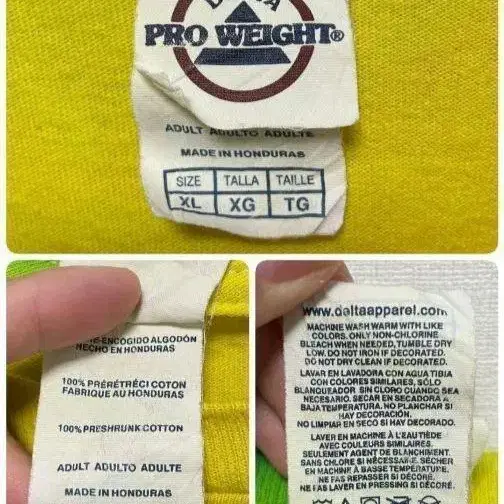 PRO WEIGHT®
ADULT ADULTO ADULTE
MADE IN HONDURAS
SIZE TALLA TAILLE
XL XG TG
-ENCOGIDO ALGODÓN
HECHO EN HONDURAS
100% PRÉRÉTRÉCI COTON
FABRIQUE AU HONDURAS
100% PRESHRUNK COTTON
ADULT ADULTO ADULTE
MADE IN HONDURAS
www.deltaapparel.com
MACHINE WASH WARM WITH LIKE
COLORS. ONLY NON-CHLORINE
BLEACH WHEN NEEDED, TUMBLE DRY
LOW. DO NOT IRON IF DECORATED.
DO NOT DRY CLEAN IF DECORATED.
LAVAR EN LAVADORA CON AGUA TIBIA
CON COLORES SIMILARES, SÓLO
BLANQUEADOR SIN CLORO CUANDO SEA
NECESARIO. SECAR EN SECADORA A
BAJA TEMPERATURA. NO PLANCHAR SI
HAY DECORACIÓN.
NO LIMPIAR EN SECO SI HAY DECORADO.
LAVER EN MACHINE À L'EAU TIÈDE
AVEC COULEURS SIMILAIRES.
SEULEMENT AGENT DE BLANCHIMENT
SANS CHLORE SI NÉCESSAIRE. SÉCHER
EN MACHINE À BASSE TEMPÉRATURE.
NE PAS REPASSER SI DÉCORÉ.
NE PAS LAVER EN PRESSING SI DÉCORÉ.